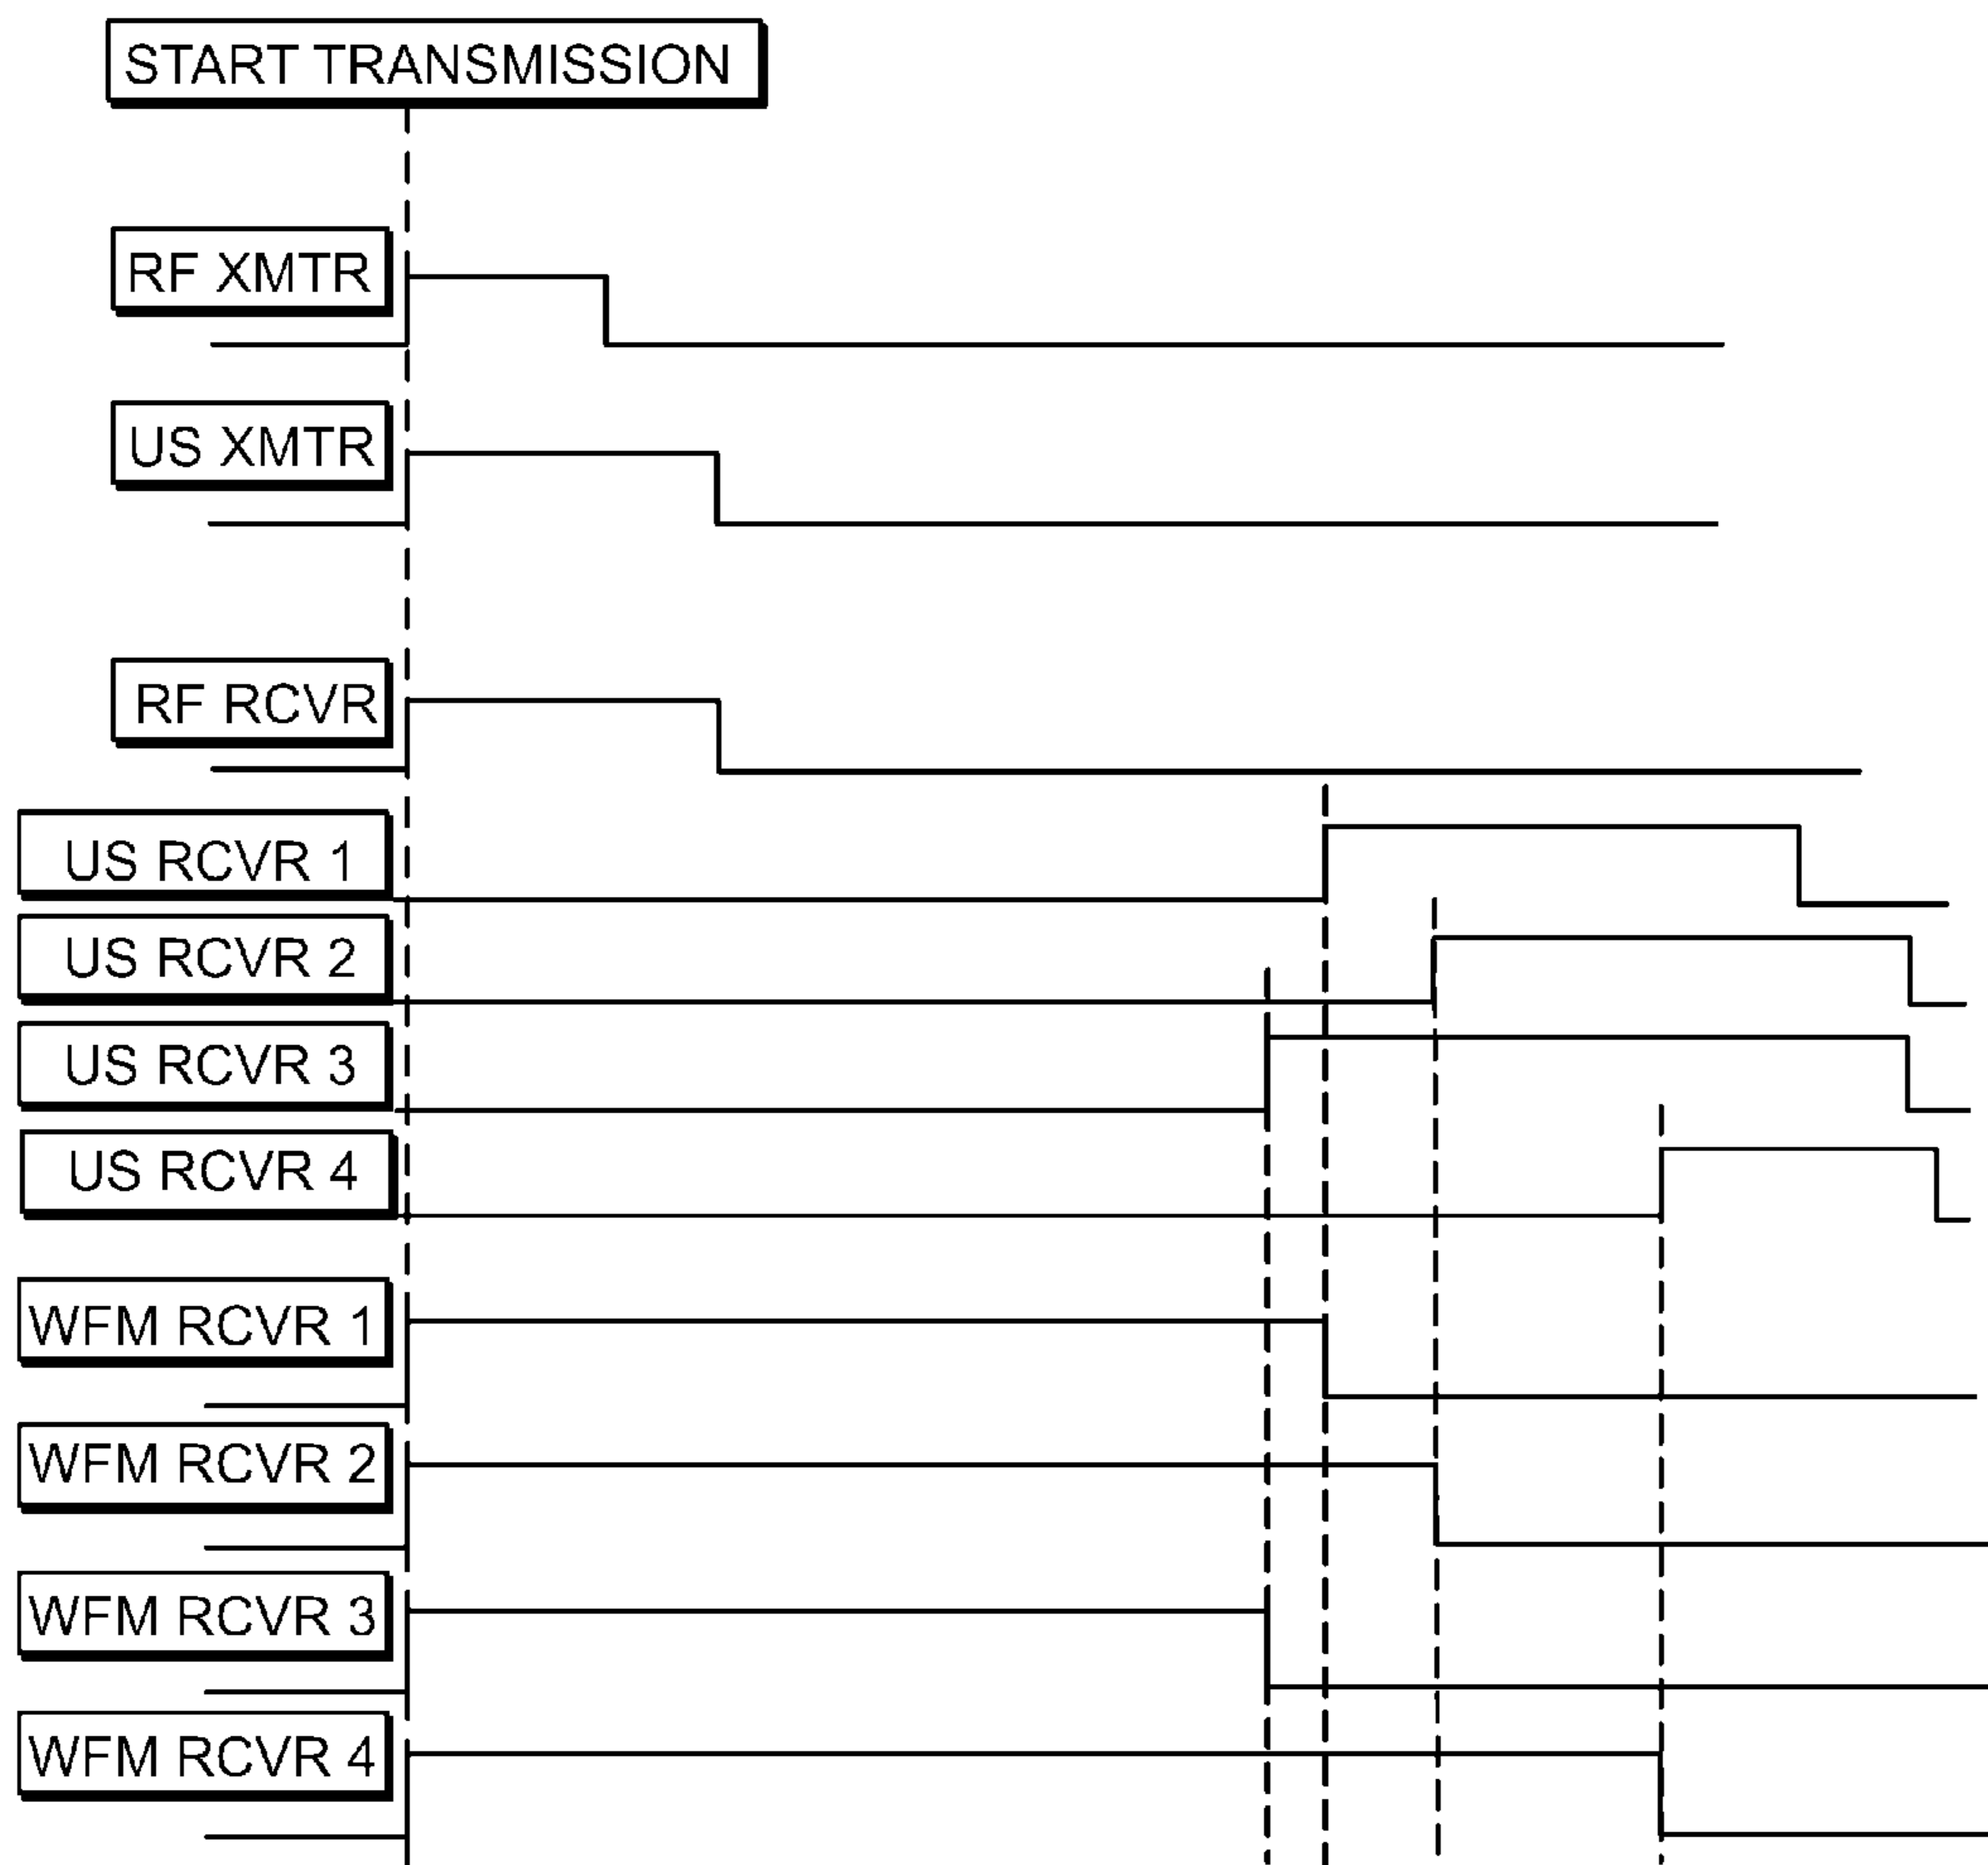 START TRANSMISSION
RF XMTR
US XMTR
RF RCVR
US RCVR 1
US RCVR 2
US RCVR 3
US RCVR 4
WFM RCVR 1
WFM RCVR 2
WFM RCVR 3
WFM RCVR 4